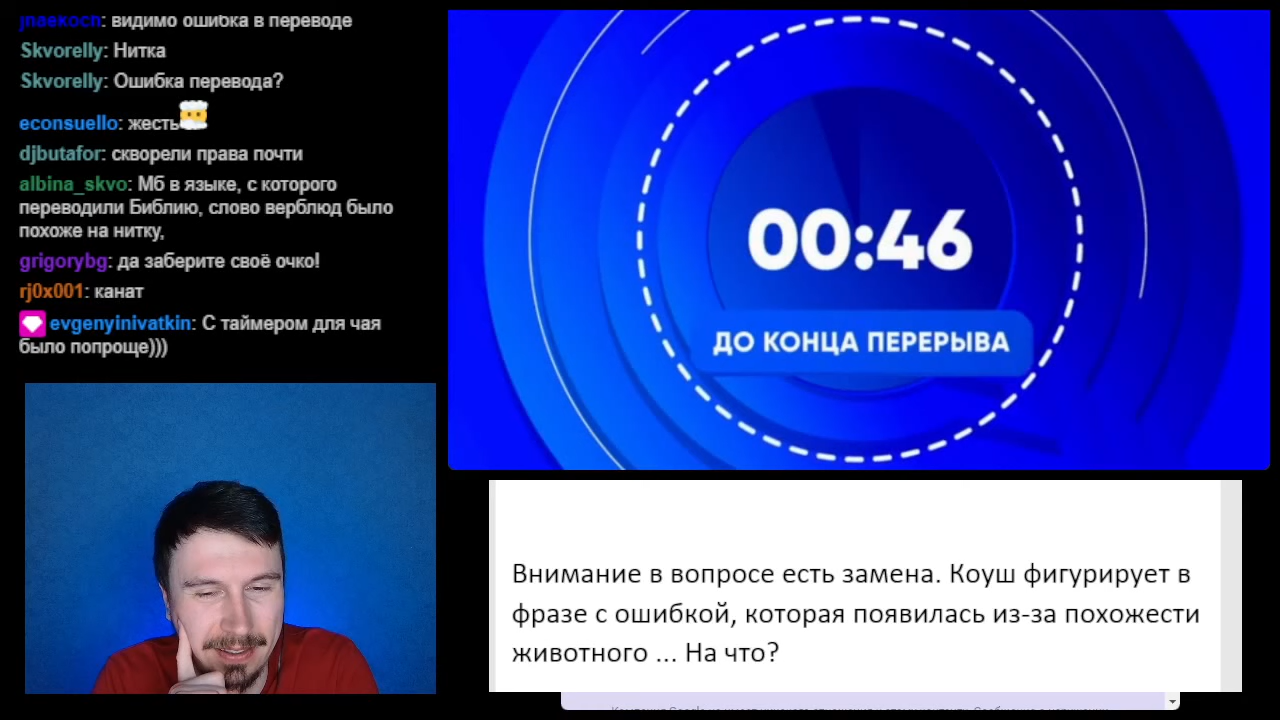 jnaekoch: видимо ошибка в переводе
Skvorelly: Нитка
Skvorelly: Ошибка перевода?
econsuello: жесть
djbutafor: скворели права почти
albina_skvo: Мб в языке, с которого
переводили Библию, слово верблюд было
похоже на нитку,
grigorybg: да заберите своё очко!
rj0x001: канат
evgenyinivatkin: С таймером для чая
было попроще)))
00:46
ДО КОНЦА ПЕРЕРЫВА
Внимание в вопросе есть замена. Коуш фигурирует в
фразе с ошибкой, которая появилась из-за похожести
животного ... На что?